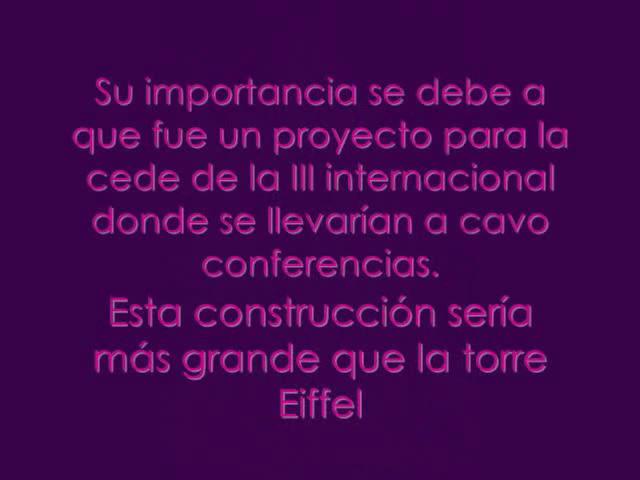 Su importancia se debe a
que fue un proyecto para la
cede de la III internacional
donde se llevarían a cavo
conferencias.
Esta construcción sería
más grande que la torre
Eiffel